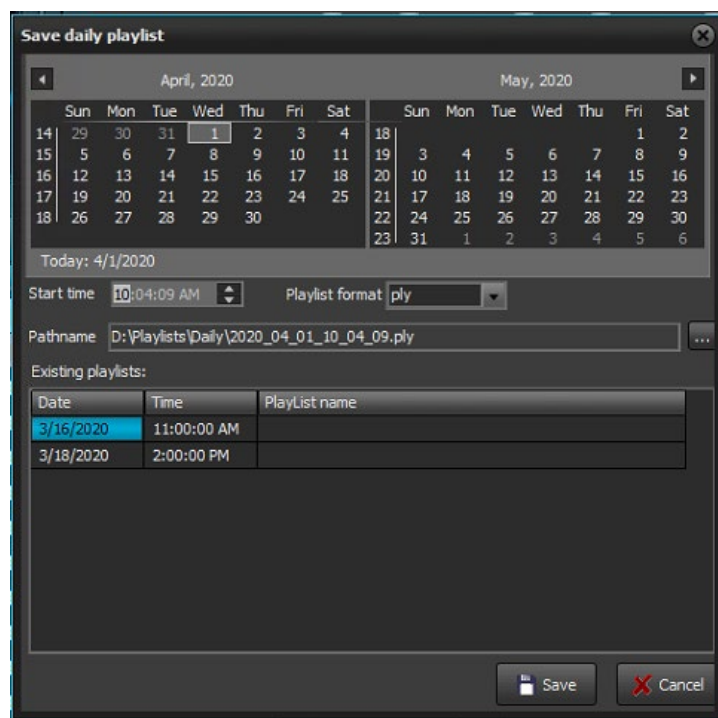 Save daily playlist
April, 2020
May, 2020
Sun Mon Tue Wed Thu Fri Sat
14 29 30 31 1 2 3 4
15 5 6 7 8 9 10 11
16 12 13 14 15 16 17 18
17 19 20 21 22 23 24 25
18 26 27 28 29 30
Sun Mon Tue Wed Thu Fri Sat
18 1 2
19 3 4 5 6 7 8 9
20 10 11 12 13 14 15 16
21 17 18 19 20 21 22 23
22 24 25 26 27 28 29 30
23 31 1 2 3 4 5 6
Today: 4/1/2020
Start time 10:04:09 AM Playlist format ply
Pathname D:\Playlists\Daily\2020_04_01_10_04_09.ply ...
Existing playlists:
Date Time PlayList name
3/16/2020 11:00:00 AM
3/18/2020 2:00:00 PM
Save Cancel